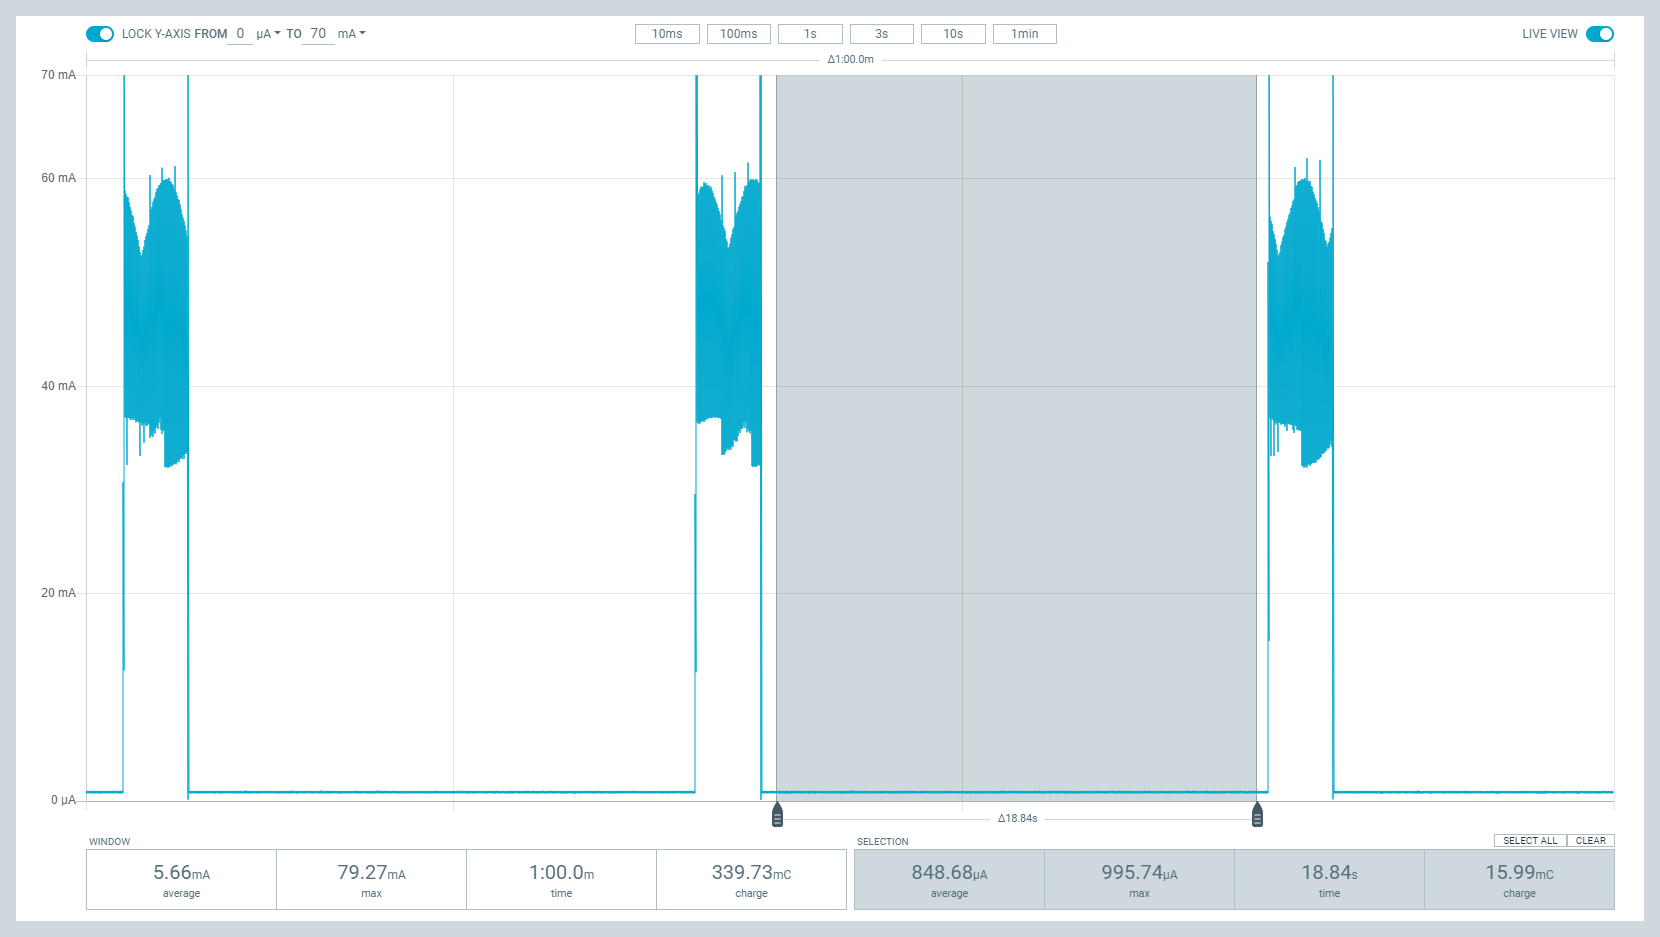 LOCK Y-AXIS FROM 0 µA TO 70 mA 10ms 100ms 1s 3s 10s 1min LIVE VIEW
Δ1:00.0m
70 mA
60 mA
40 mA
20 mA
0 µA
Δ18.84s
WINDOW SELECTION SELECT ALL CLEAR
5.66mA 79.27mA 1:00.0m 339.73mC 848.68µA 995.74µA 18.84s 15.99mC
average max time charge average max time charge